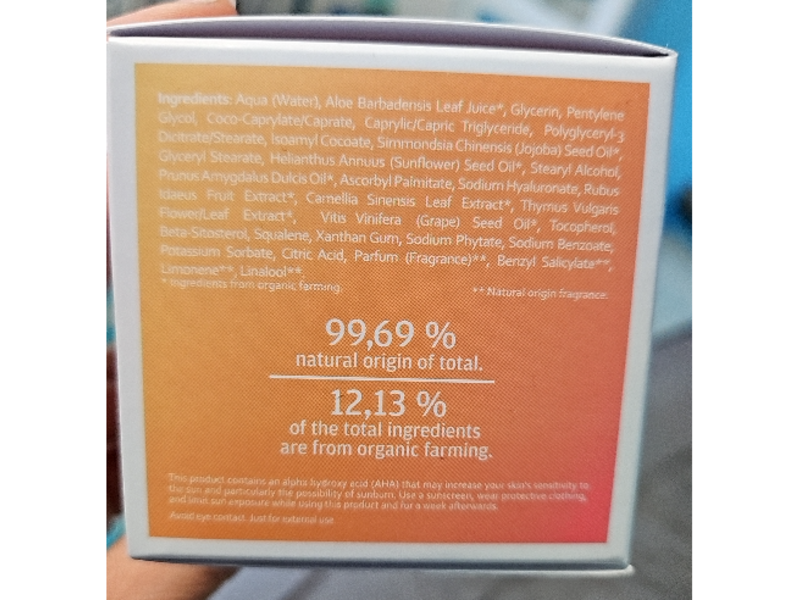 Ingredients: Aqua (Water), Aloe Barbadensis Leaf Juice*, Glycerin, Pentylene
Glycol, Coco-Caprylate/Caprate, Caprylic/Capric Triglyceride, Polyglyceryl-3
Dicitrate/Stearate, Isoamyl Cocoate, Simmondsia Chinensis (Jojoba) Seed Oil*,
Glyceryl Stearate, Helianthus Annuus (Sunflower) Seed Oil*, Stearyl Alcohol,
Prunus Amygdalus Dulcis Oil*, Ascorbyl Palmitate, Sodium Hyaluronate, Rubus
Idaeus Fruit Extract*, Camellia Sinensis Leaf Extract*, Thymus Vulgaris
Flower/Leaf Extract*, Vitis Vinifera (Grape) Seed Oil*, Tocopherol,
Beta-Sitosterol, Squalene, Xanthan Gum, Sodium Phytate, Sodium Benzoate,
Potassium Sorbate, Citric Acid, Parfum (Fragrance)**, Benzyl Salicylate**,
Limonene**, Linalool**.
* Ingredients from organic farming. ** Natural origin fragrance.
99,69 %
natural origin of total.
12,13 %
of the total ingredients
are from organic farming.
This product contains an alpha hydroxy acid (AHA) that may increase your skin's sensitivity to
the sun and particularly the possibility of sunburn. Use a sunscreen, wear protective clothing,
and limit sun exposure while using this product and for a week afterwards.
Avoid eye contact. Just for external use.